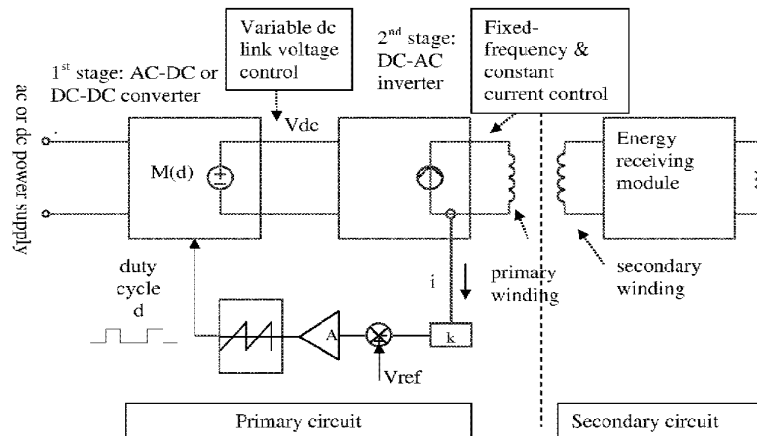 Variable dc
link voltage
control
2nd stage:
DC-AC
inverter
Fixed-
frequency &
constant
current control
1st stage: AC-DC or
DC-DC converter
ac or dc power supply
Vdc
M(d)
Energy
receiving
module
duty
cycle
d
i
primary
winding
secondary
winding
A
k
Vref
Primary circuit
Secondary circuit